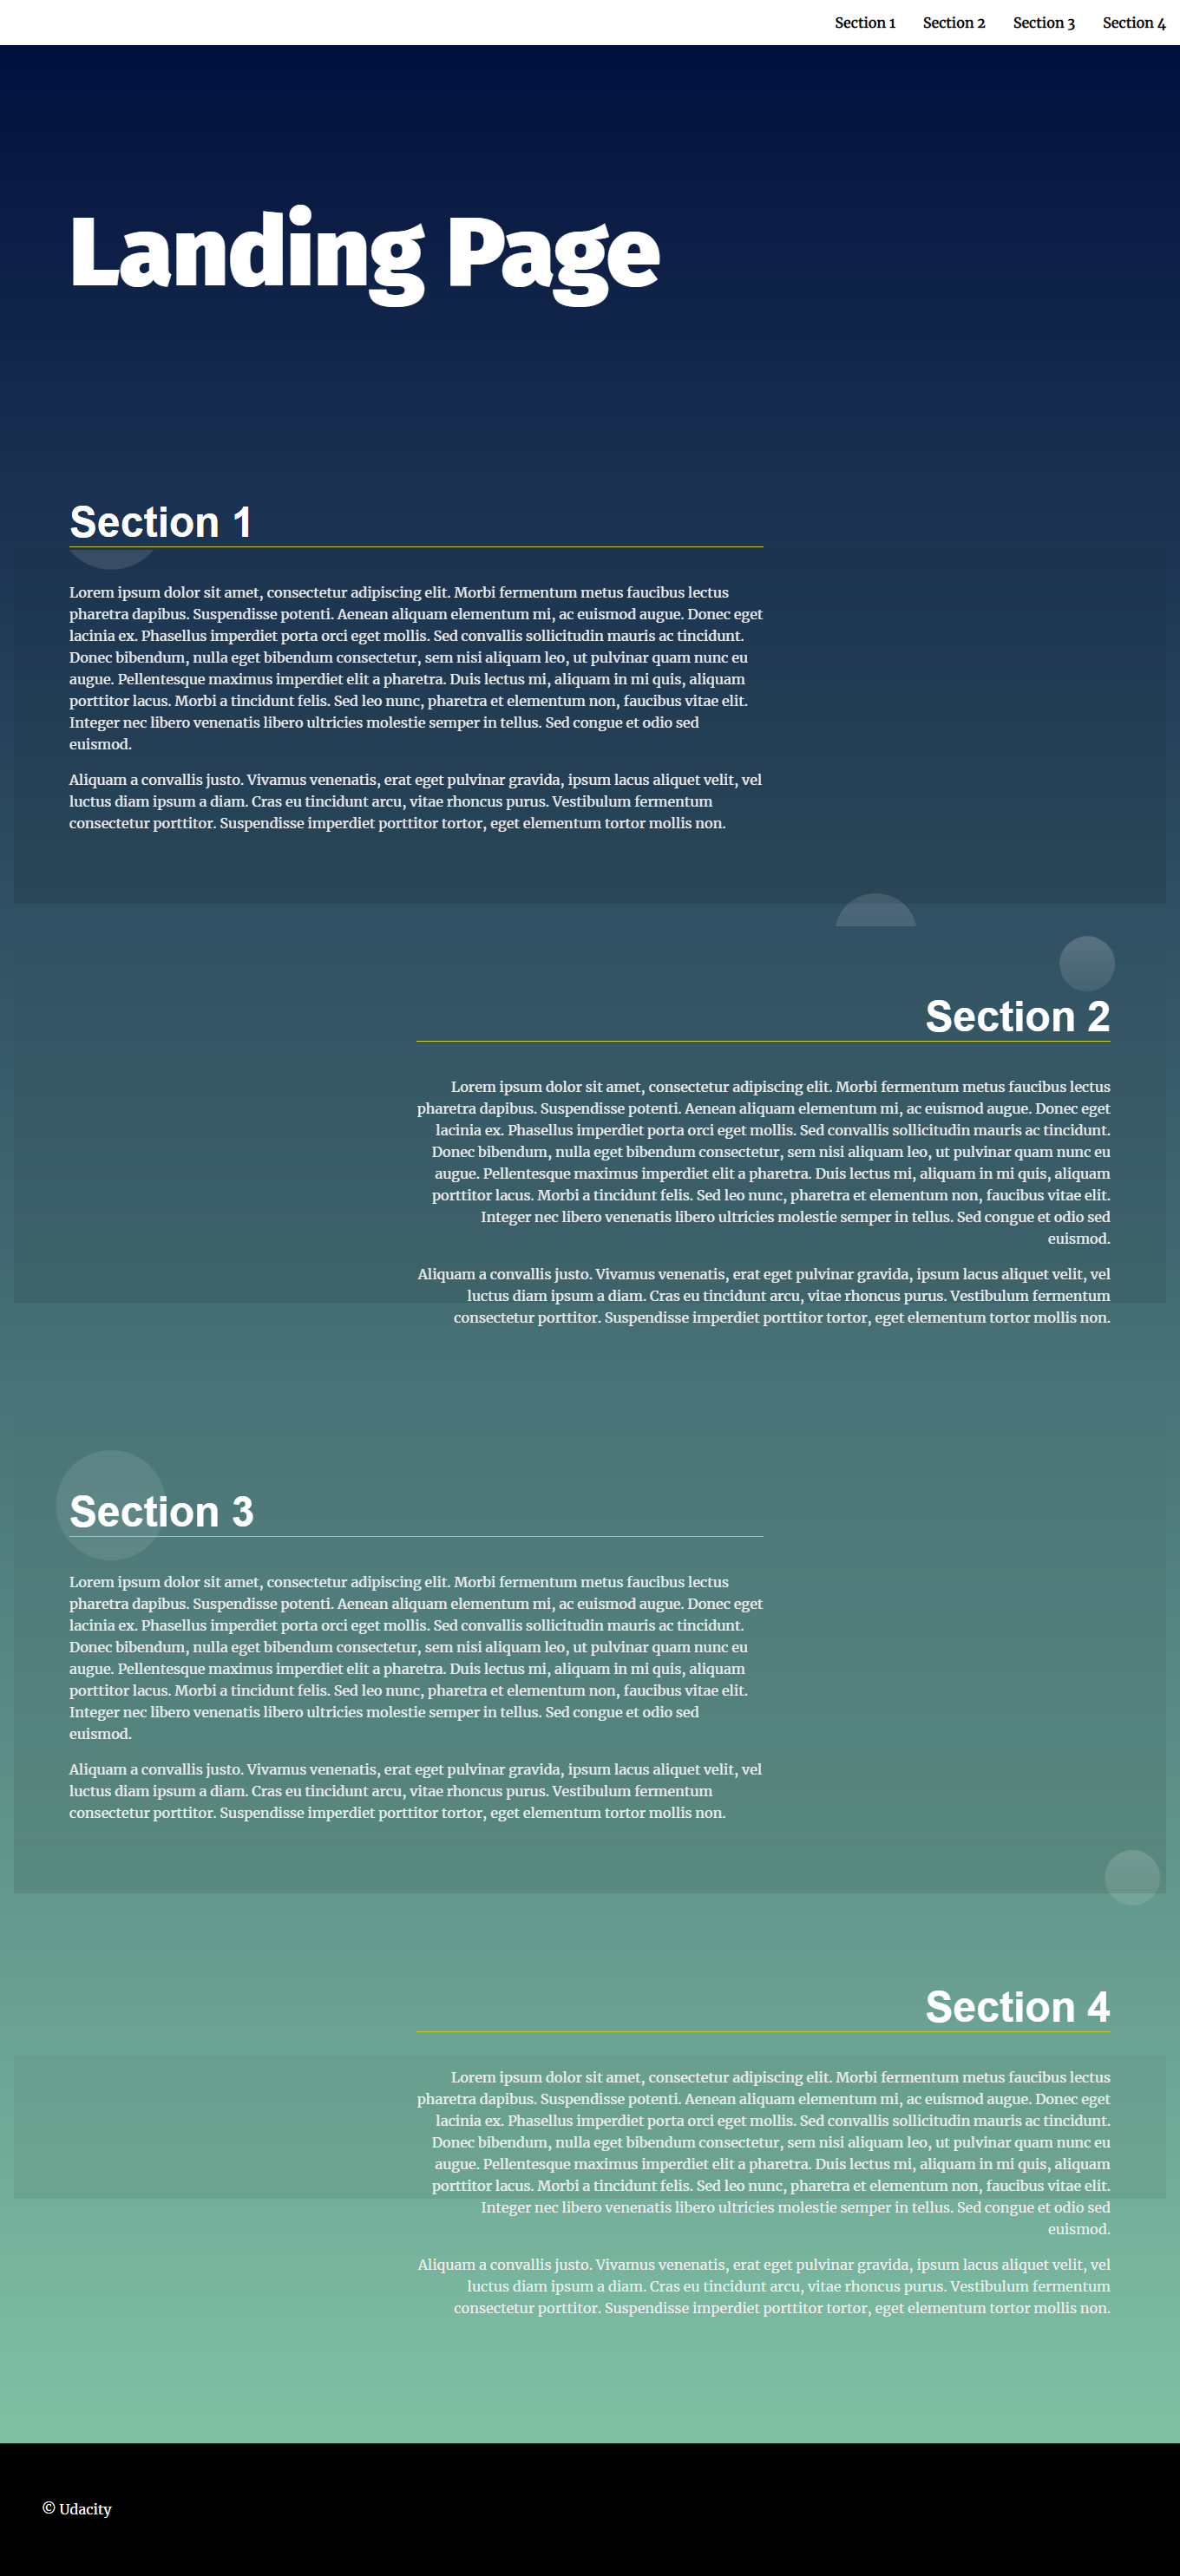 Section 1 Section 2 Section 3 Section 4
Landing Page
Section 1
Lorem ipsum dolor sit amet, consectetur adipiscing elit. Morbi fermentum metus faucibus lectus
pharetra dapibus. Suspendisse potenti. Aenean aliquam elementum mi, ac euismod augue. Donec eget
lacinia ex. Phasellus imperdiet porta orci eget mollis. Sed convallis sollicitudin mauris ac tincidunt.
Donec bibendum, nulla eget bibendum consectetur, sem nisi aliquam leo, ut pulvinar quam nunc eu
augue. Pellentesque maximus imperdiet elit a pharetra. Duis lectus mi, aliquam in mi quis, aliquam
porttitor lacus. Morbi a tincidunt felis. Sed leo nunc, pharetra et elementum non, faucibus vitae elit.
Integer nec libero venenatis libero ultricies molestie semper in tellus. Sed congue et odio sed
euismod.
Aliquam a convallis justo. Vivamus venenatis, erat eget pulvinar gravida, ipsum lacus aliquet velit, vel
luctus diam ipsum a diam. Cras eu tincidunt arcu, vitae rhoncus purus. Vestibulum fermentum
consectetur porttitor. Suspendisse imperdiet porttitor tortor, eget elementum tortor mollis non.
Section 2
Lorem ipsum dolor sit amet, consectetur adipiscing elit. Morbi fermentum metus faucibus lectus
pharetra dapibus. Suspendisse potenti. Aenean aliquam elementum mi, ac euismod augue. Donec eget
lacinia ex. Phasellus imperdiet porta orci eget mollis. Sed convallis sollicitudin mauris ac tincidunt.
Donec bibendum, nulla eget bibendum consectetur, sem nisi aliquam leo, ut pulvinar quam nunc eu
augue. Pellentesque maximus imperdiet elit a pharetra. Duis lectus mi, aliquam in mi quis, aliquam
porttitor lacus. Morbi a tincidunt felis. Sed leo nunc, pharetra et elementum non, faucibus vitae elit.
Integer nec libero venenatis libero ultricies molestie semper in tellus. Sed congue et odio sed
euismod.
Aliquam a convallis justo. Vivamus venenatis, erat eget pulvinar gravida, ipsum lacus aliquet velit, vel
luctus diam ipsum a diam. Cras eu tincidunt arcu, vitae rhoncus purus. Vestibulum fermentum
consectetur porttitor. Suspendisse imperdiet porttitor tortor, eget elementum tortor mollis non.
Section 3
Lorem ipsum dolor sit amet, consectetur adipiscing elit. Morbi fermentum metus faucibus lectus
pharetra dapibus. Suspendisse potenti. Aenean aliquam elementum mi, ac euismod augue. Donec eget
lacinia ex. Phasellus imperdiet porta orci eget mollis. Sed convallis sollicitudin mauris ac tincidunt.
Donec bibendum, nulla eget bibendum consectetur, sem nisi aliquam leo, ut pulvinar quam nunc eu
augue. Pellentesque maximus imperdiet elit a pharetra. Duis lectus mi, aliquam in mi quis, aliquam
porttitor lacus. Morbi a tincidunt felis. Sed leo nunc, pharetra et elementum non, faucibus vitae elit.
Integer nec libero venenatis libero ultricies molestie semper in tellus. Sed congue et odio sed
euismod.
Aliquam a convallis justo. Vivamus venenatis, erat eget pulvinar gravida, ipsum lacus aliquet velit, vel
luctus diam ipsum a diam. Cras eu tincidunt arcu, vitae rhoncus purus. Vestibulum fermentum
consectetur porttitor. Suspendisse imperdiet porttitor tortor, eget elementum tortor mollis non.
Section 4
Lorem ipsum dolor sit amet, consectetur adipiscing elit. Morbi fermentum metus faucibus lectus
pharetra dapibus. Suspendisse potenti. Aenean aliquam elementum mi, ac euismod augue. Donec eget
lacinia ex. Phasellus imperdiet porta orci eget mollis. Sed convallis sollicitudin mauris ac tincidunt.
Donec bibendum, nulla eget bibendum consectetur, sem nisi aliquam leo, ut pulvinar quam nunc eu
augue. Pellentesque maximus imperdiet elit a pharetra. Duis lectus mi, aliquam in mi quis, aliquam
porttitor lacus. Morbi a tincidunt felis. Sed leo nunc, pharetra et elementum non, faucibus vitae elit.
Integer nec libero venenatis libero ultricies molestie semper in tellus. Sed congue et odio sed
euismod.
Aliquam a convallis justo. Vivamus venenatis, erat eget pulvinar gravida, ipsum lacus aliquet velit, vel
luctus diam ipsum a diam. Cras eu tincidunt arcu, vitae rhoncus purus. Vestibulum fermentum
consectetur porttitor. Suspendisse imperdiet porttitor tortor, eget elementum tortor mollis non.
© Udacity